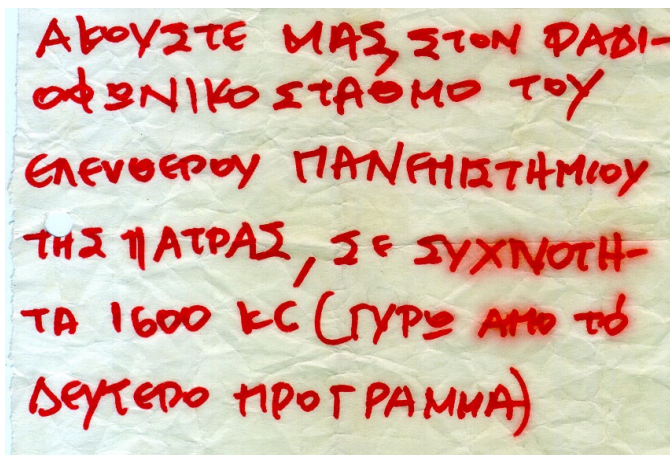 ΑΚΟΥΣΤΕ ΜΑΣ, ΣΤΟΝ ΡΑΔΙ-
ΟΦΩΝΙΚΟ ΣΤΑΘΜΟ ΤΟΥ
ΕΛΕΥΘΕΡΟΥ ΠΑΝΕΠΙΣΤΗΜΙΟΥ
ΤΗΣ ΠΑΤΡΑΣ, ΣΕ ΣΥΧΝΟΤΗ-
ΤΑ 1600 KC (ΓΥΡΩ ΑΠΟ ΤΌ
ΔΕΥΤΕΡΟ ΠΡΟΓΡΑΜΜΑ)